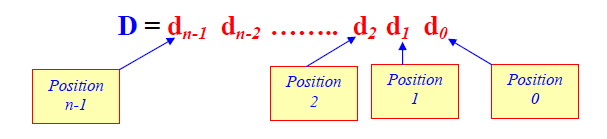 D = dn-1 dn-2 …….. d2 d1 d0
Position
n-1
Position
2
Position
1
Position
0